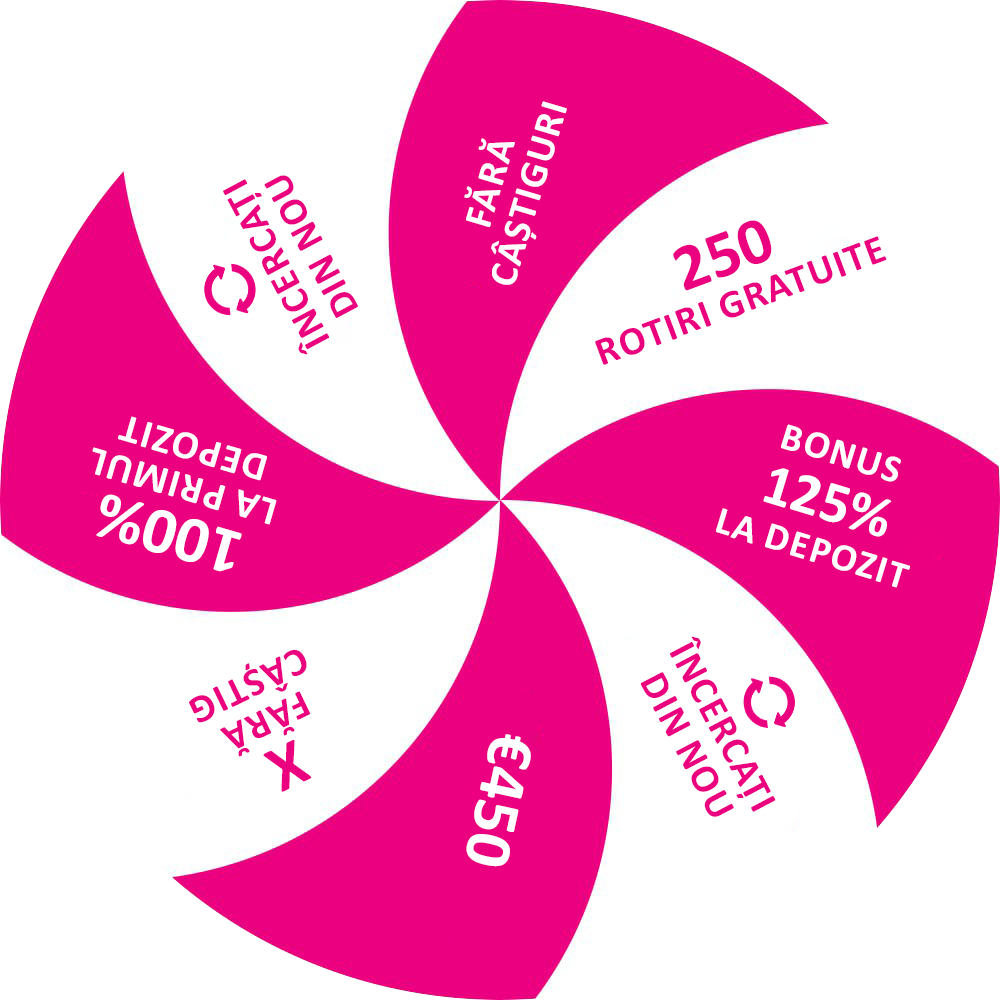 FĂRĂ
CÂȘTIGURI
250
ROTIRI GRATUITE
BONUS
125%
LA DEPOZIT
ÎNCERCAȚI
DIN NOU
€450
X
FĂRĂ
CÂȘTIG
100%
LA PRIMUL
DEPOZIT
ÎNCERCAȚI
DIN NOU